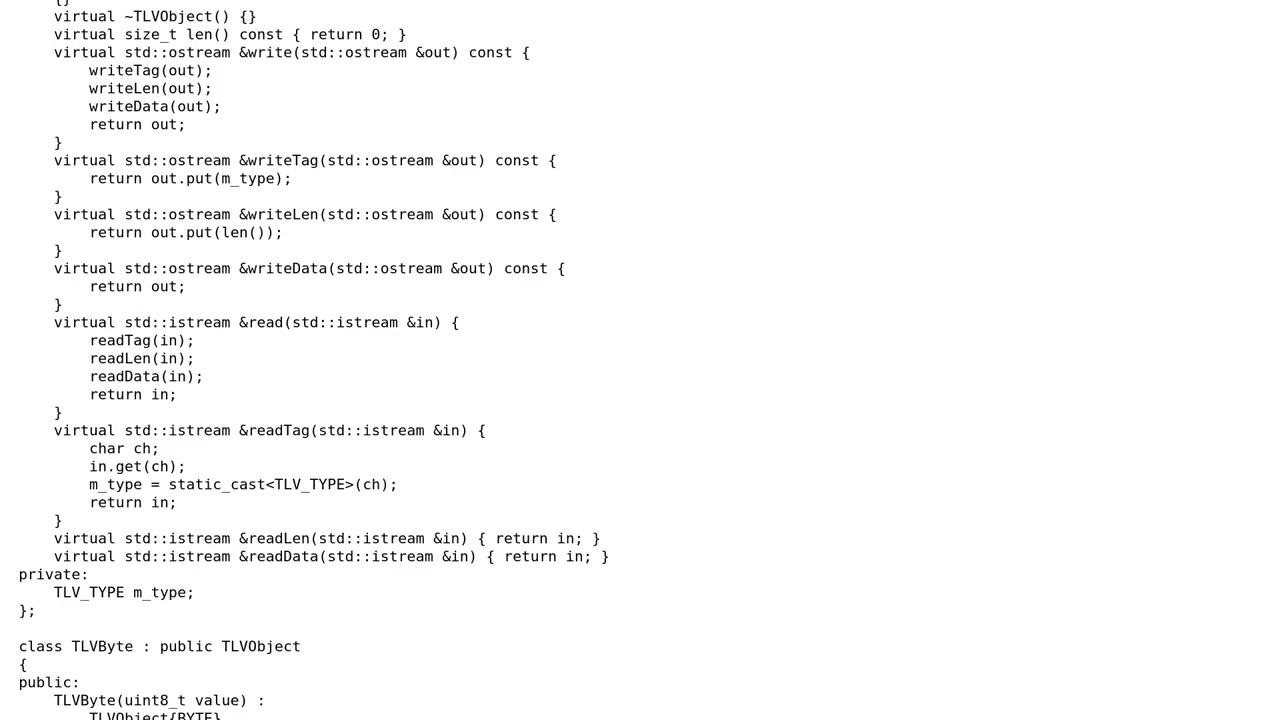 {}
virtual ~TLVObject() {}
virtual size_t len() const { return 0; }
virtual std::ostream &write(std::ostream &out) const {
writeTag(out);
writeLen(out);
writeData(out);
return out;
}
virtual std::ostream &writeTag(std::ostream &out) const {
return out.put(m_type);
}
virtual std::ostream &writeLen(std::ostream &out) const {
return out.put(len());
}
virtual std::ostream &writeData(std::ostream &out) const {
return out;
}
virtual std::istream &read(std::istream &in) {
readTag(in);
readLen(in);
readData(in);
return in;
}
virtual std::istream &readTag(std::istream &in) {
char ch;
in.get(ch);
m_type = static_cast<TLV_TYPE>(ch);
return in;
}
virtual std::istream &readLen(std::istream &in) { return in; }
virtual std::istream &readData(std::istream &in) { return in; }
private:
TLV_TYPE m_type;
};
class TLVByte : public TLVObject
{
public:
TLVByte(uint8_t value) :
TLVObject{BYTE}